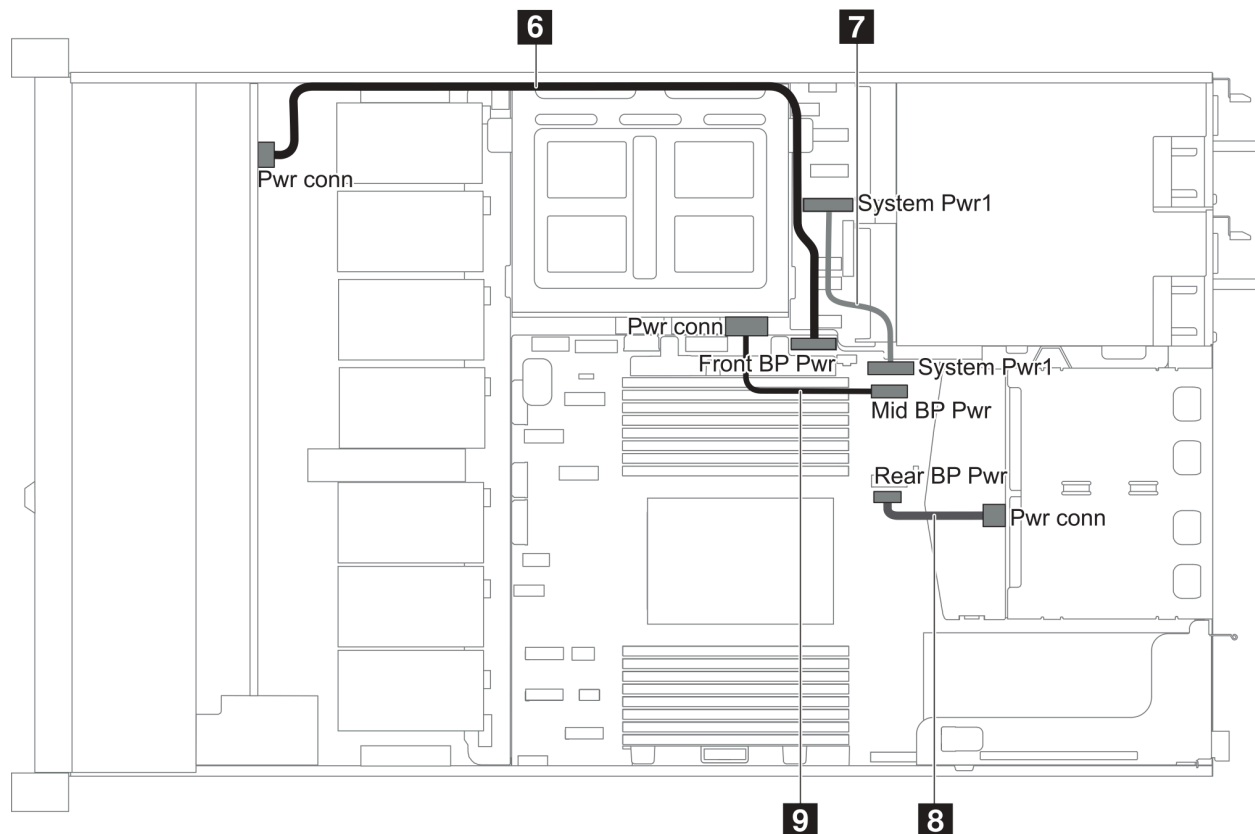 6
7
Pwr conn
System Pwr1
Pwr conn
Front BP Pwr
System Pwr1
Mid BP Pwr
Rear BP Pwr
Pwr conn
9
8